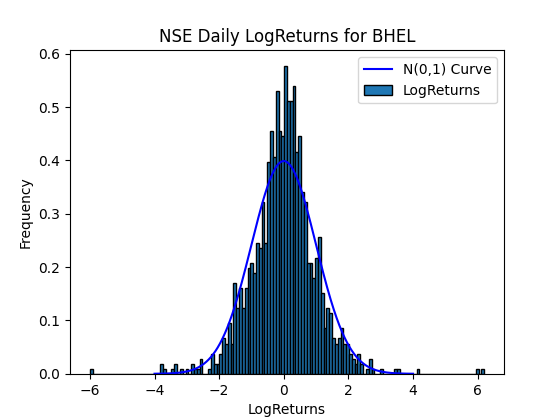 NSE Daily LogReturns for BHEL
N(0,1) Curve
LogReturns
0.6
0.5
0.4
0.3
0.2
0.1
0.0
Frequency
−6 −4 −2 0 2 4 6
LogReturns